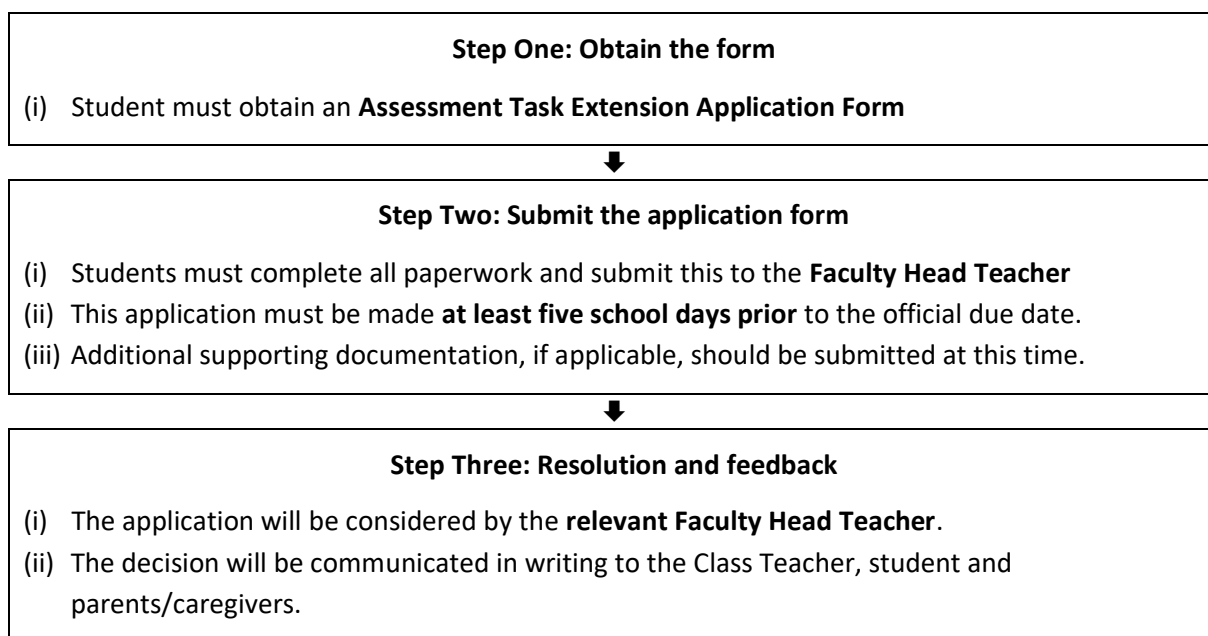 Step One: Obtain the form
(i) Student must obtain an Assessment Task Extension Application Form
Step Two: Submit the application form
(i) Students must complete all paperwork and submit this to the Faculty Head Teacher
(ii) This application must be made at least five school days prior to the official due date.
(iii) Additional supporting documentation, if applicable, should be submitted at this time.
Step Three: Resolution and feedback
(i) The application will be considered by the relevant Faculty Head Teacher.
(ii) The decision will be communicated in writing to the Class Teacher, student and
parents/caregivers.